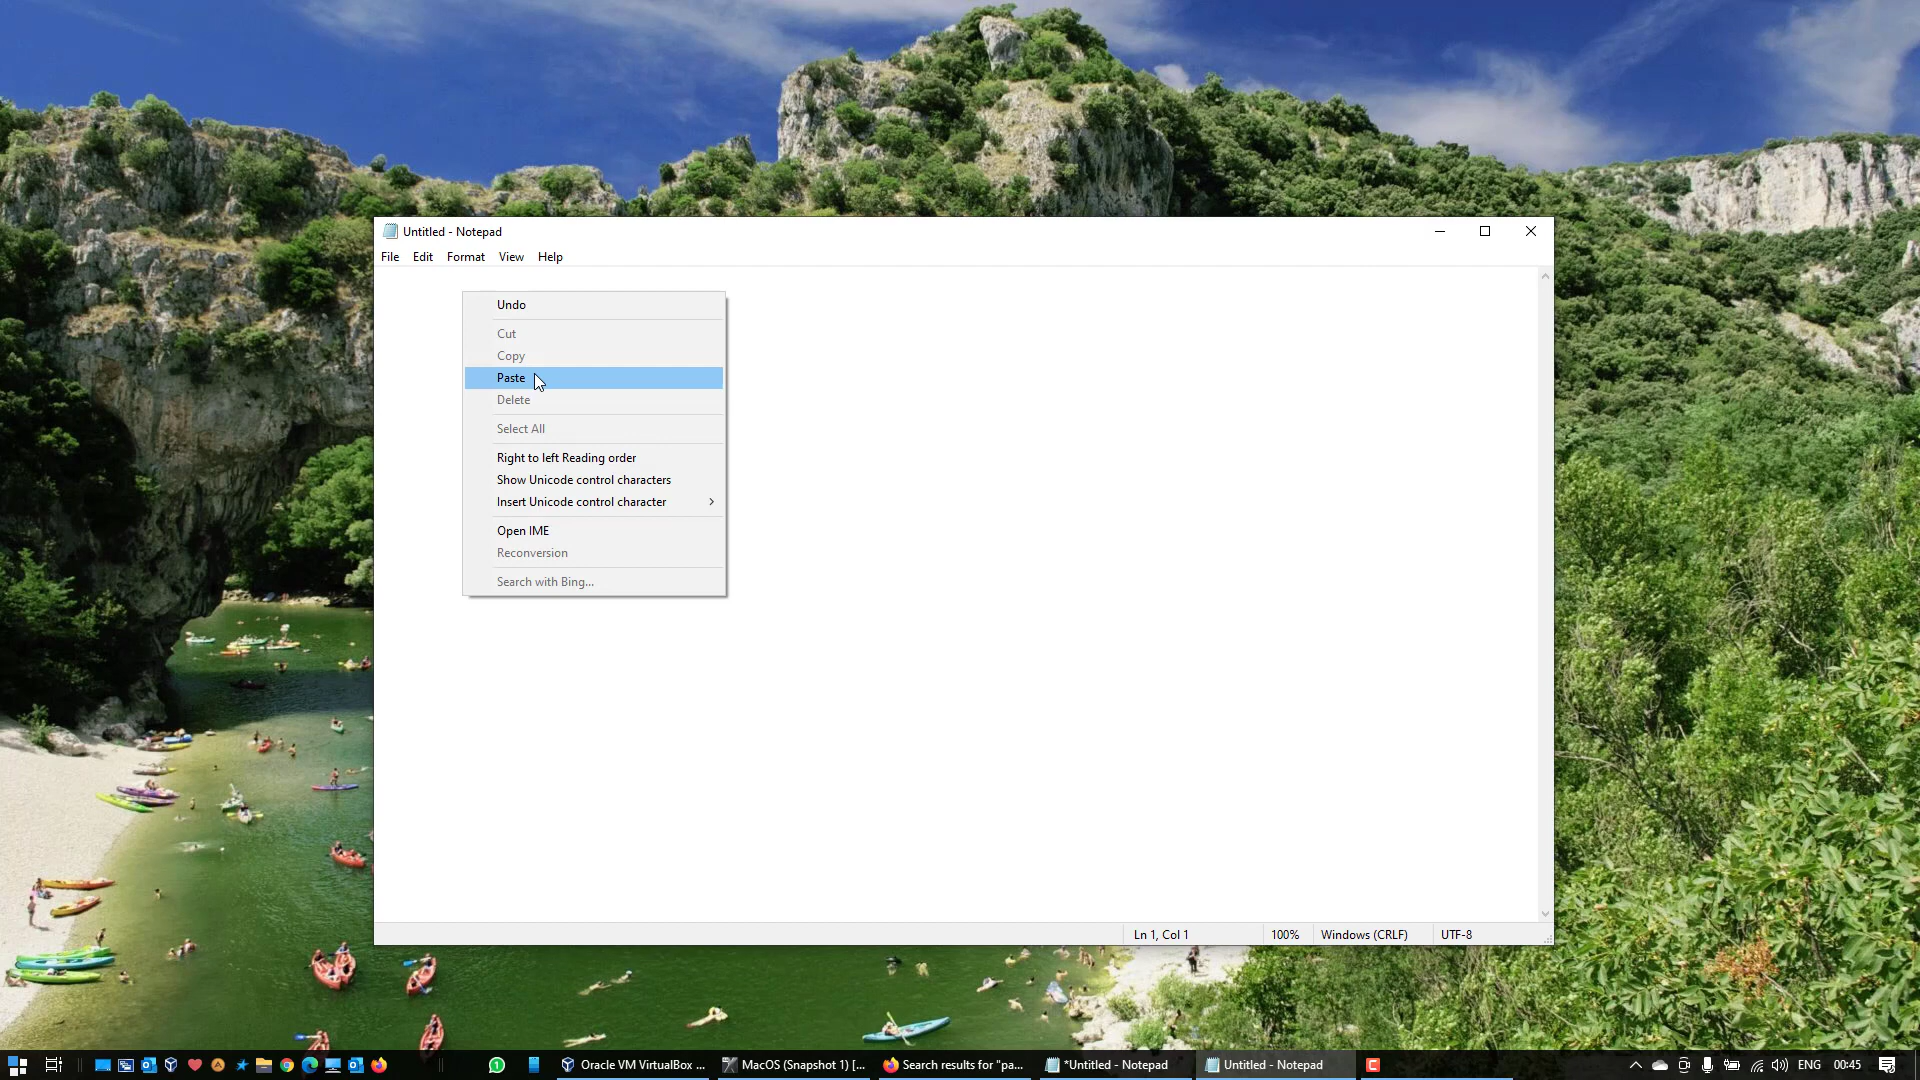 Untitled - Notepad
File Edit Format View Help
Undo
Cut
Copy
Paste
Delete
Select All
Right to left Reading order
Show Unicode control characters
Insert Unicode control character
Open IME
Reconversion
Search with Bing...
Ln 1, Col 1 100% Windows (CRLF) UTF-8
Oracle VM VirtualBox ... MacOS (Snapshot 1) [... Search results for "pa... *Untitled - Notepad Untitled - Notepad ENG 00:45